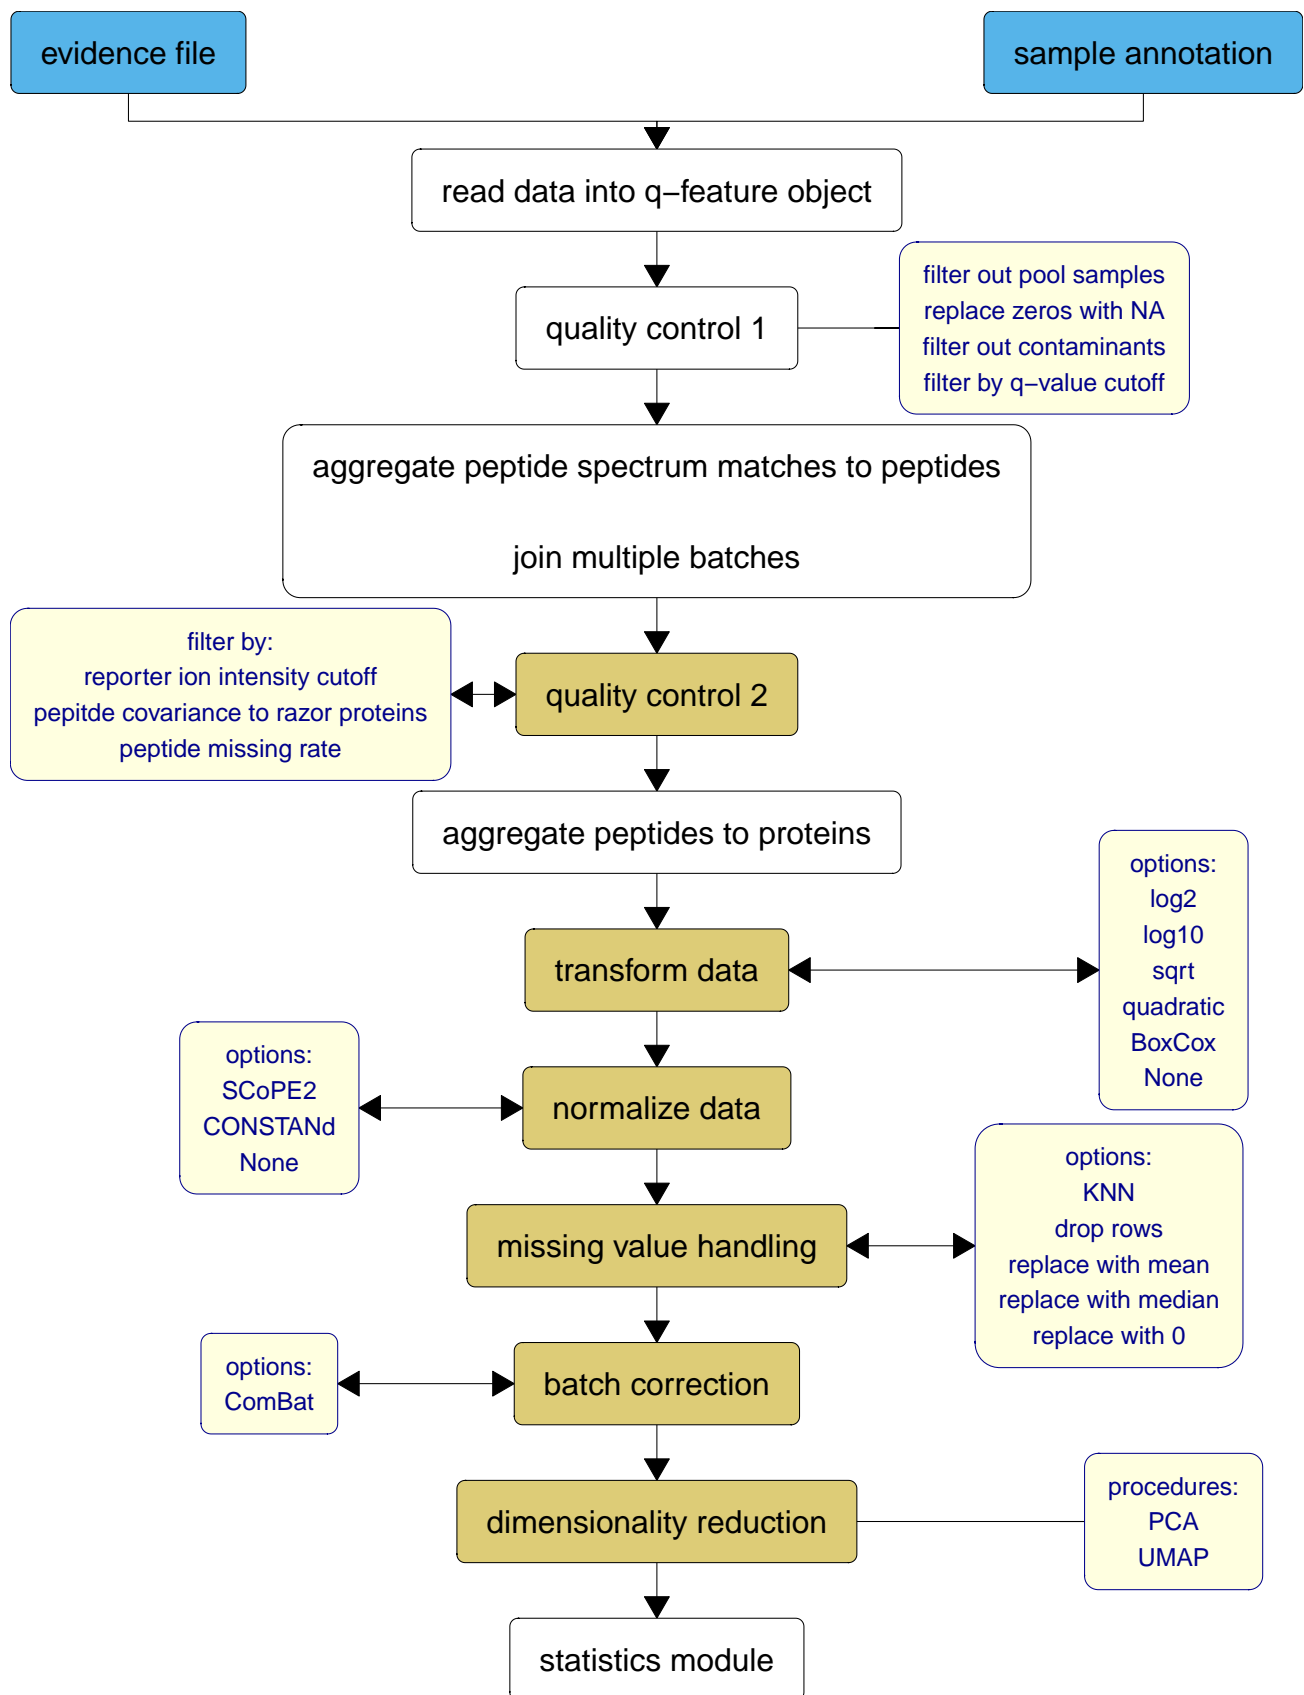 evidence file
sample annotation
read data into q−feature object
quality control 1
filter out pool samples
replace zeros with NA
filter out contaminants
filter by q−value cutoff
aggregate peptide spectrum matches to peptides
join multiple batches
filter by:
reporter ion intensity cutoff
pepitde covariance to razor proteins
peptide missing rate
quality control 2
aggregate peptides to proteins
transform data
options:
log2
log10
sqrt
quadratic
BoxCox
None
options:
SCoPE2
CONSTANd
None
normalize data
missing value handling
options:
KNN
drop rows
replace with mean
replace with median
replace with 0
options:
ComBat
batch correction
dimensionality reduction
procedures:
PCA
UMAP
statistics module